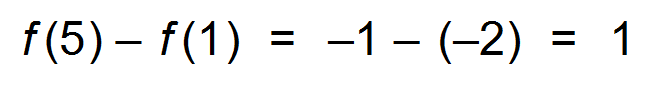 f(5) – f(1) = –1 – (–2) = 1